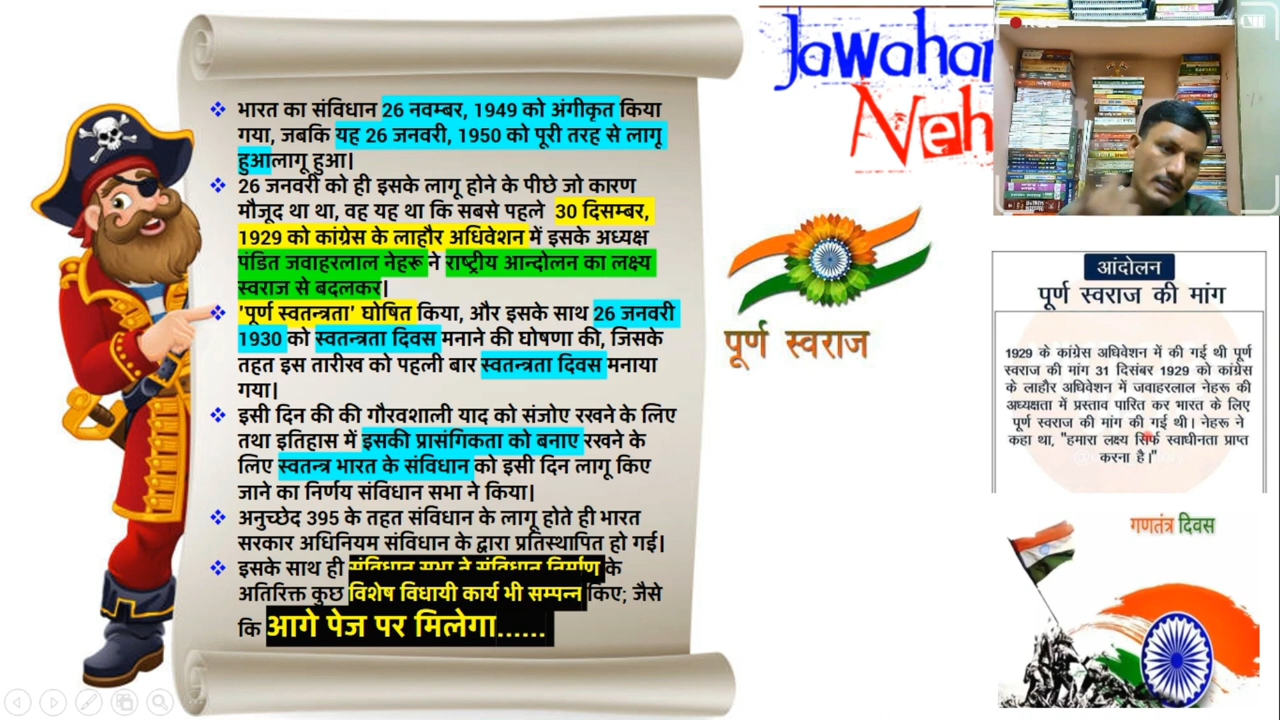 भारत का संविधान 26 नवम्बर, 1949 को अंगीकृत किया
गया, जबकि यह 26 जनवरी, 1950 को पूरी तरह से लागू
हुआलागू हुआ।
26 जनवरी को ही इसके लागू होने के पीछे जो कारण
मौजूद था था, वह यह था कि सबसे पहले 30 दिसम्बर,
1929 को कांग्रेस के लाहौर अधिवेशन में इसके अध्यक्ष
पंडित जवाहरलाल नेहरू ने राष्ट्रीय आन्दोलन का लक्ष्य
स्वराज से बदलकर।
'पूर्ण स्वतन्त्रता' घोषित किया, और इसके साथ 26 जनवरी
1930 को स्वतन्त्रता दिवस मनाने की घोषणा की, जिसके
तहत इस तारीख को पहली बार स्वतन्त्रता दिवस मनाया
गया।
इसी दिन की की गौरवशाली याद को संजोए रखने के लिए
तथा इतिहास में इसकी प्रासंगिकता को बनाए रखने के
लिए स्वतन्त्र भारत के संविधान को इसी दिन लागू किए
जाने का निर्णय संविधान सभा ने किया।
अनुच्छेद 395 के तहत संविधान के लागू होते ही भारत
सरकार अधिनियम संविधान के द्वारा प्रतिस्थापित हो गई।
इसके साथ ही संविधान सभा ने संविधान निर्माण के
अतिरिक्त कुछ विशेष विधायी कार्य भी सम्पन्न किए; जैसे
कि आगे पेज पर मिलेगा......
Jawahar
Neh
पूर्ण स्वराज
आंदोलन
पूर्ण स्वराज की मांग
1929 के कांग्रेस अधिवेशन में की गई थी पूर्ण
स्वराज की मांग 31 दिसंबर 1929 को कांग्रेस
के लाहौर अधिवेशन में जवाहरलाल नेहरू की
अध्यक्षता में प्रस्ताव पारित कर भारत के लिए
पूर्ण स्वराज की मांग की गई थी। नेहरू ने
कहा था, "हमारा लक्ष्य सिर्फ स्वाधीनता प्राप्त
करना है।"
गणतंत्र दिवस